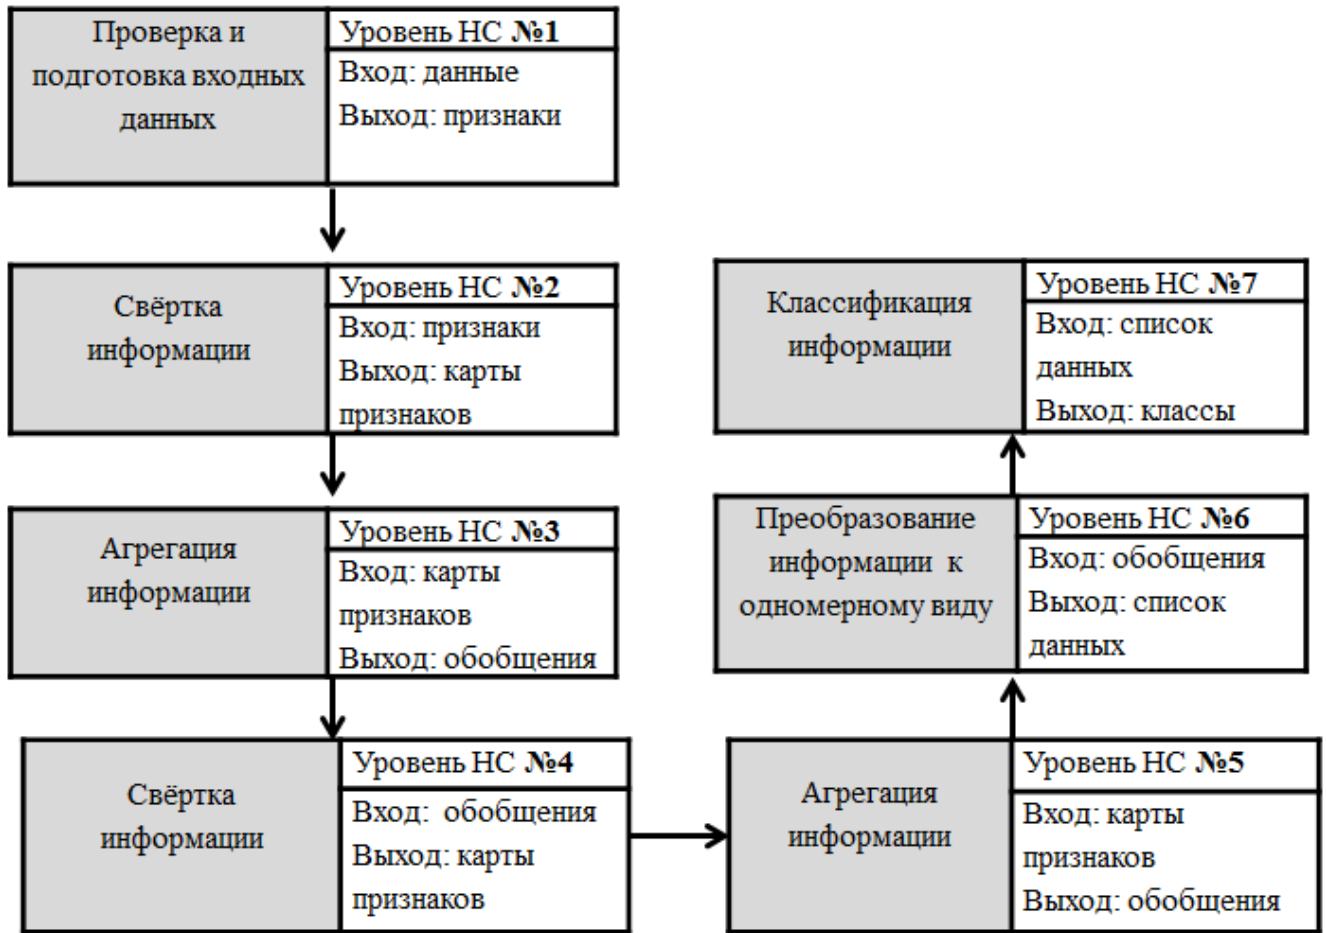 Проверка и
подготовка входных
данных
Уровень НС №1
Вход: данные
Выход: признаки
Свёртка
информации
Уровень НС №2
Вход: признаки
Выход: карты
признаков
Агрегация
информации
Уровень НС №3
Вход: карты
признаков
Выход: обобщения
Свёртка
информации
Уровень НС №4
Вход: обобщения
Выход: карты
признаков
Агрегация
информации
Уровень НС №5
Вход: карты
признаков
Выход: обобщения
Преобразование
информации к
одномерному виду
Уровень НС №6
Вход: обобщения
Выход: список
данных
Классификация
информации
Уровень НС №7
Вход: список
данных
Выход: классы